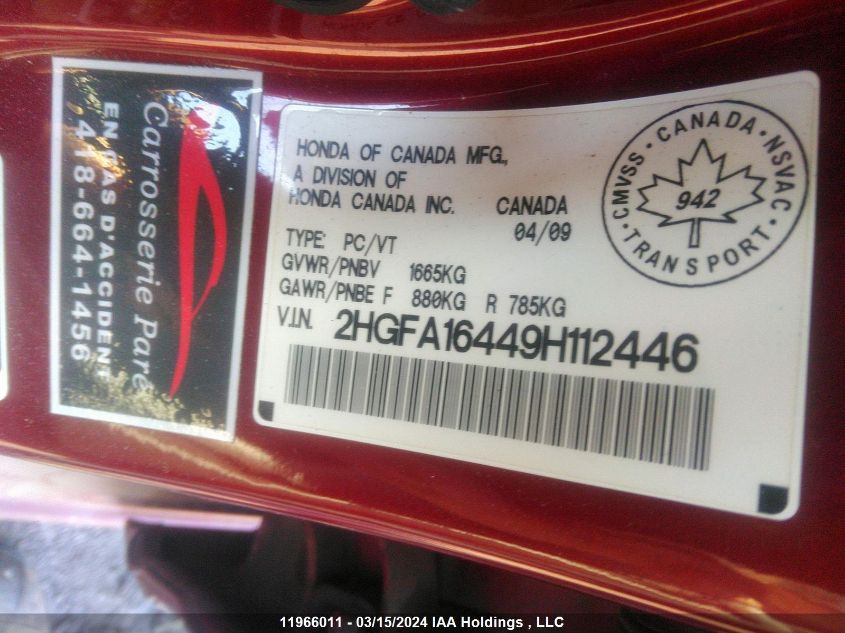 Carrosserie Paré
EN CAS D'ACCIDENT
418-664-1456
HONDA OF CANADA MFG.,
A DIVISION OF
HONDA CANADA INC. CANADA
04/09
TYPE: PC/VT
GVWR/PNBV 1665KG
GAWR/PNBE F 880KG R 785KG
V.I.N. 2HGFA16449H112446
CMVSS · CANADA · NSVAC
942
· TRANSPORT ·
11966011 - 03/15/2024 IAA Holdings , LLC